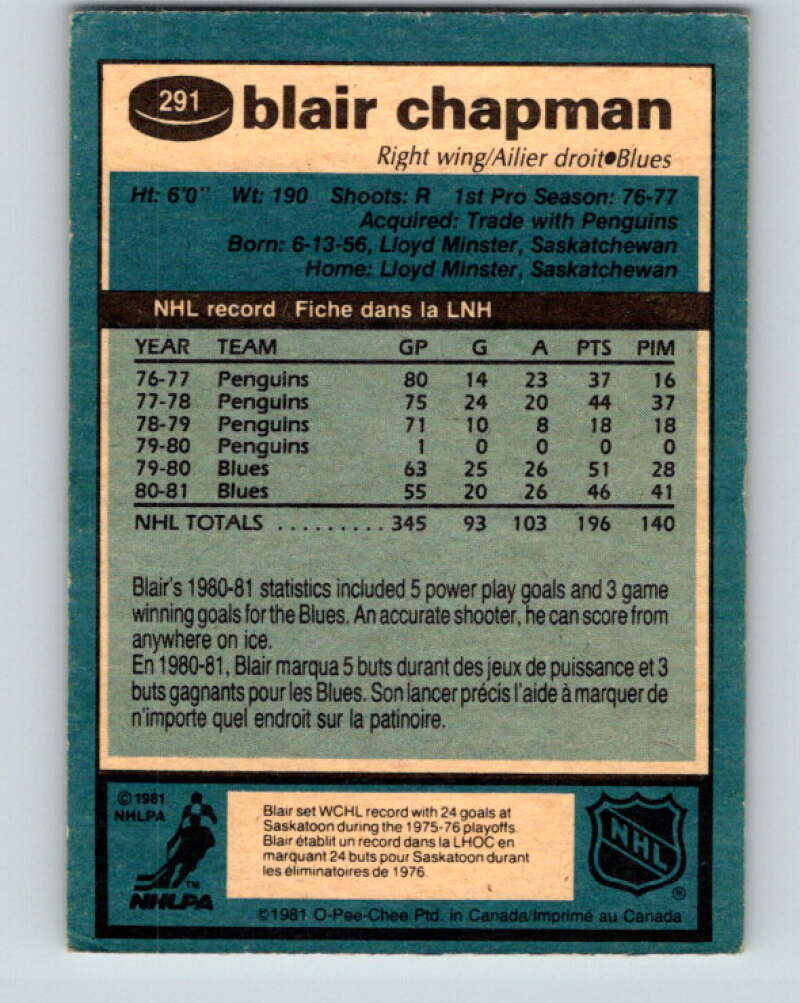 291 blair chapman
Right wing/Ailier droit●Blues
Ht: 6'0" Wt: 190 Shoots: R 1st Pro Season: 76-77
Acquired: Trade with Penguins
Born: 6-13-56, Lloyd Minster, Saskatchewan
Home: Lloyd Minster, Saskatchewan
NHL record / Fiche dans la LNH
YEAR TEAM GP G A PTS PIM
76-77 Penguins 80 14 23 37 16
77-78 Penguins 75 24 20 44 37
78-79 Penguins 71 10 8 18 18
79-80 Penguins 1 0 0 0 0
79-80 Blues 63 25 26 51 28
80-81 Blues 55 20 26 46 41
NHL TOTALS .......... 345 93 103 196 140
Blair's 1980-81 statistics included 5 power play goals and 3 game
winning goals for the Blues. An accurate shooter, he can score from
anywhere on ice.
En 1980-81, Blair marqua 5 buts durant des jeux de puissance et 3
buts gagnants pour les Blues. Son lancer précis l'aide à marquer de
n'importe quel endroit sur la patinoire.
© 1981
NHLPA
TM
NHLPA
Blair set WCHL record with 24 goals at
Saskatoon during the 1975-76 playoffs.
Blair établit un record dans la LHOC en
marquant 24 buts pour Saskatoon durant
les éliminatoires de 1976.
NHL
®
©1981 O-Pee-Chee Ptd. in Canada/Imprimé au Canada